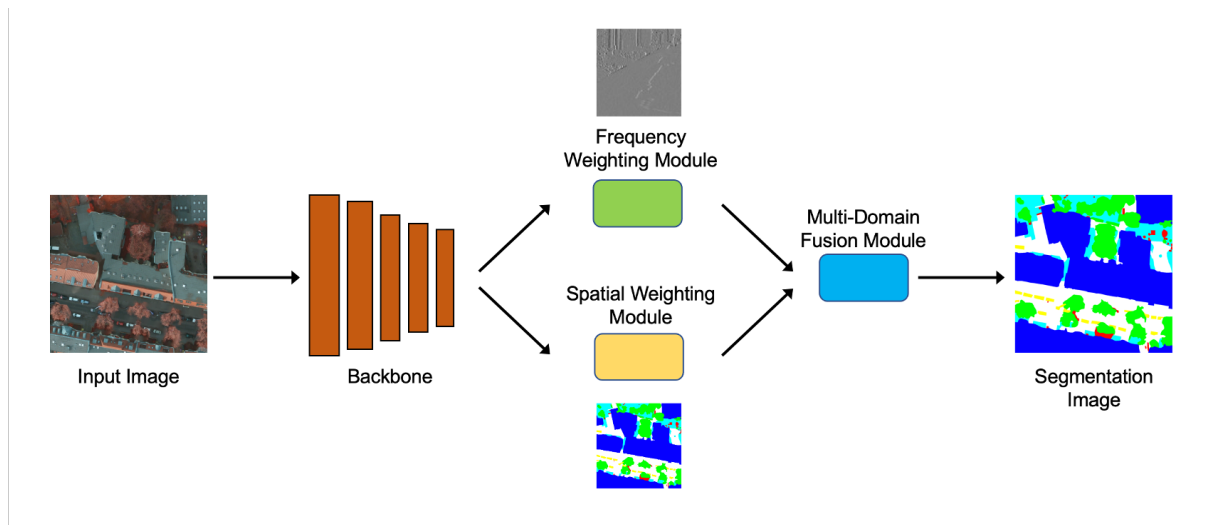 Frequency
Weighting Module
Multi-Domain
Fusion Module
Spatial Weighting
Module
Input Image
Backbone
Segmentation
Image